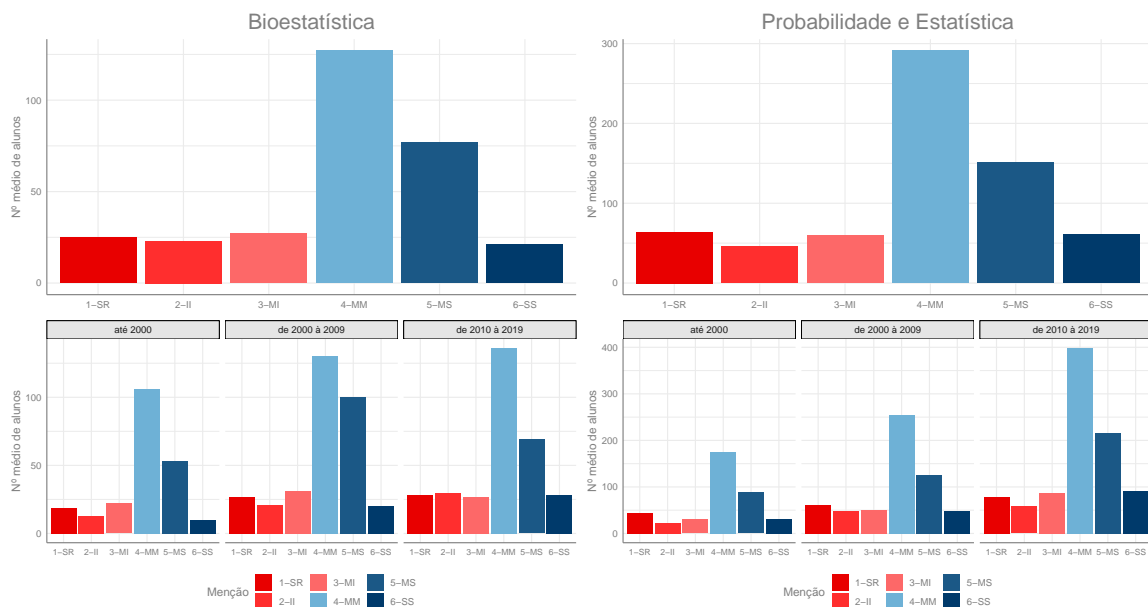 Bioestatística
Nº médio de alunos
100
50
0
1–SR 2–II 3–MI 4–MM 5–MS 6–SS
até 2000 de 2000 à 2009 de 2010 à 2019
Nº médio de alunos
100
50
0
1–SR 2–II 3–MI 4–MM 5–MS 6–SS 1–SR 2–II 3–MI 4–MM 5–MS 6–SS 1–SR 2–II 3–MI 4–MM 5–MS 6–SS
Menção
1–SR 3–MI 5–MS
2–II 4–MM 6–SS
Probabilidade e Estatística
Nº médio de alunos
300
200
100
0
1–SR 2–II 3–MI 4–MM 5–MS 6–SS
até 2000 de 2000 à 2009 de 2010 à 2019
Nº médio de alunos
400
300
200
100
0
1–SR 2–II 3–MI 4–MM 5–MS 6–SS 1–SR 2–II 3–MI 4–MM 5–MS 6–SS 1–SR 2–II 3–MI 4–MM 5–MS 6–SS
Menção
1–SR 3–MI 5–MS
2–II 4–MM 6–SS